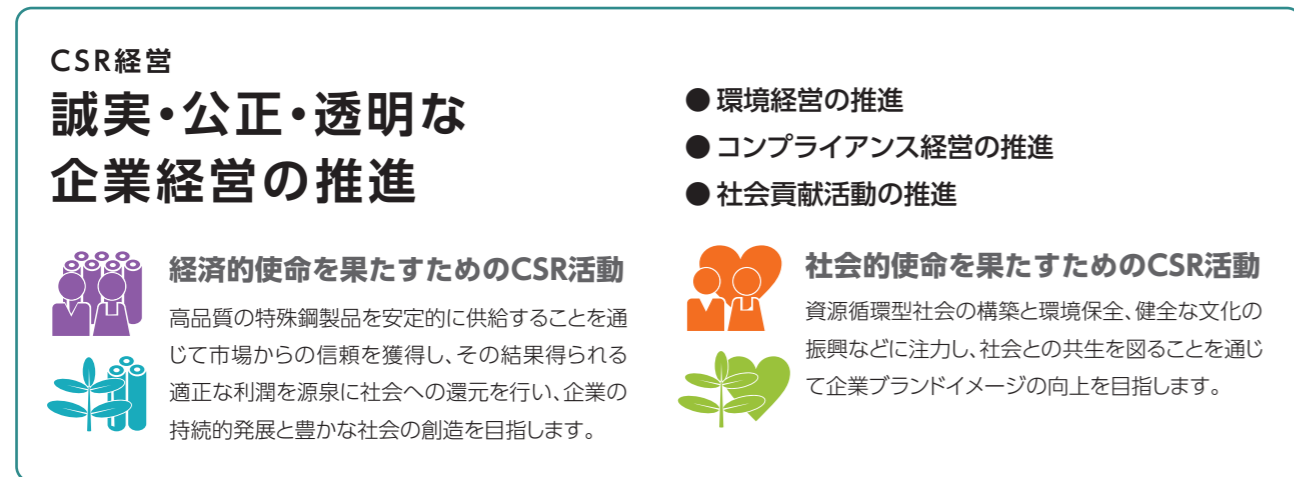 CSR経営
誠実・公正・透明な
企業経営の推進
● 環境経営の推進
● コンプライアンス経営の推進
● 社会貢献活動の推進
経済的使命を果たすためのCSR活動
高品質の特殊鋼製品を安定的に供給することを通
じて市場からの信頼を獲得し、その結果得られる
適正な利潤を源泉に社会への還元を行い、企業の
持続的発展と豊かな社会の創造を目指します。
社会的使命を果たすためのCSR活動
資源循環型社会の構築と環境保全、健全な文化の
振興などに注力し、社会との共生を図ることを通じ
て企業ブランドイメージの向上を目指します。